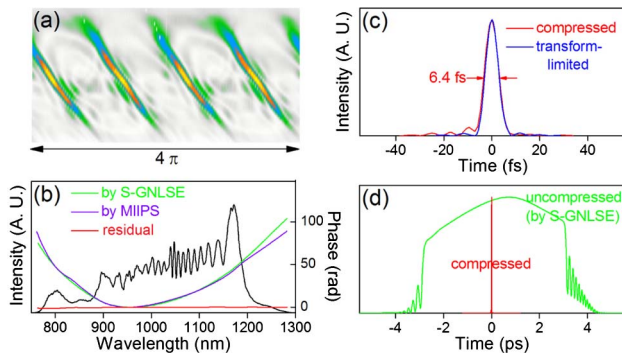 (a)
4 π
(b)
Intensity (A. U.)
by S-GNLSE
by MIIPS
residual
100
50
0
Phase (rad)
800 900 1000 1100 1200 1300
Wavelength (nm)
(c)
Intensity (A. U.)
compressed
transform-
limited
6.4 fs
-40 -20 0 20 40
Time (fs)
(d)
Intensity (A. U.)
uncompressed
(by S-GNLSE)
compressed
-4 -2 0 2 4
Time (ps)